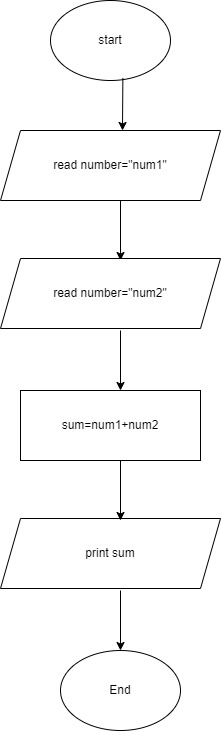 start
read number="num1"
read number="num2"
sum=num1+num2
print sum
End